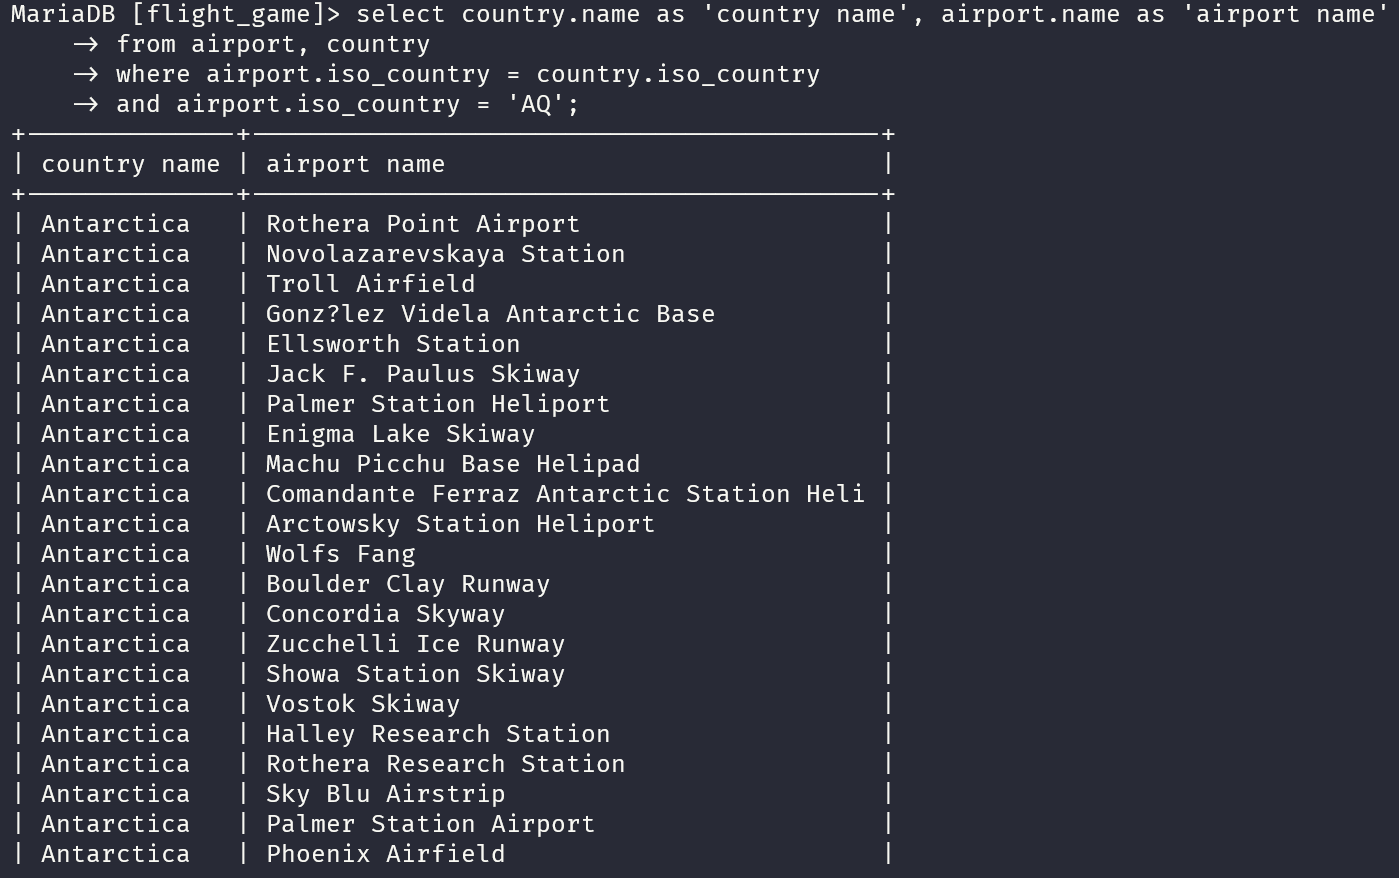 MariaDB [flight_game]> select country.name as 'country name', airport.name as 'airport name'
    -> from airport, country
    -> where airport.iso_country = country.iso_country
    -> and airport.iso_country = 'AQ';
+--------------+------------------------------------------+
| country name | airport name                             |
+--------------+------------------------------------------+
| Antarctica   | Rothera Point Airport                    |
| Antarctica   | Novolazarevskaya Station                 |
| Antarctica   | Troll Airfield                           |
| Antarctica   | Gonz?lez Videla Antarctic Base           |
| Antarctica   | Ellsworth Station                        |
| Antarctica   | Jack F. Paulus Skiway                    |
| Antarctica   | Palmer Station Heliport                  |
| Antarctica   | Enigma Lake Skiway                       |
| Antarctica   | Machu Picchu Base Helipad                |
| Antarctica   | Comandante Ferraz Antarctic Station Heli |
| Antarctica   | Arctowsky Station Heliport               |
| Antarctica   | Wolfs Fang                               |
| Antarctica   | Boulder Clay Runway                      |
| Antarctica   | Concordia Skyway                         |
| Antarctica   | Zucchelli Ice Runway                     |
| Antarctica   | Showa Station Skiway                     |
| Antarctica   | Vostok Skiway                            |
| Antarctica   | Halley Research Station                  |
| Antarctica   | Rothera Research Station                 |
| Antarctica   | Sky Blu Airstrip                         |
| Antarctica   | Palmer Station Airport                   |
| Antarctica   | Phoenix Airfield                         |